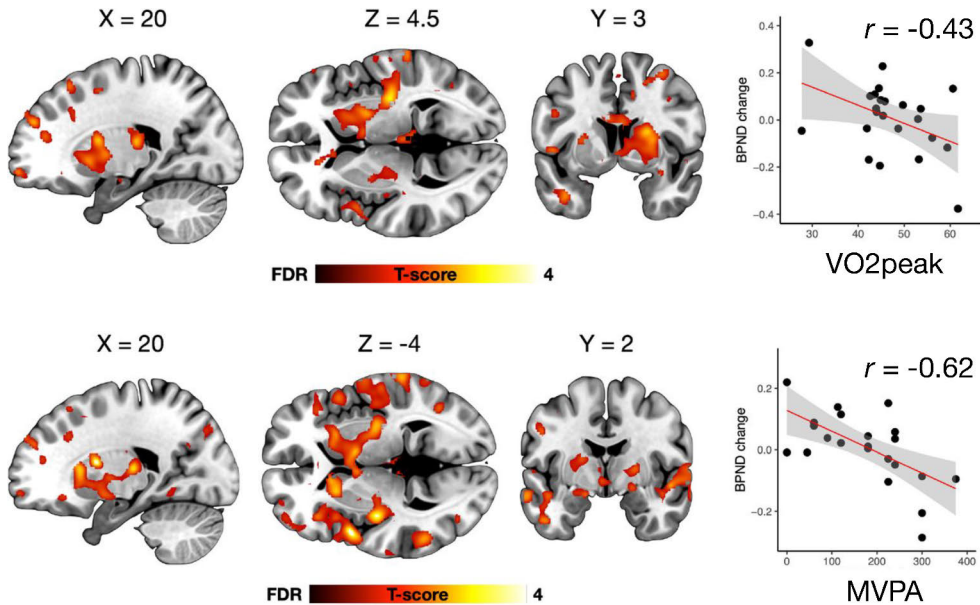 X = 20
Z = 4.5
Y = 3
FDR T-score 4
r = -0.43
BPND change
0.4
0.2
0.0
−0.2
−0.4
30 40 50 60
VO2peak
X = 20
Z = -4
Y = 2
FDR T-score 4
r = -0.62
BPND change
0.2
0.0
−0.2
0 100 200 300 400
MVPA